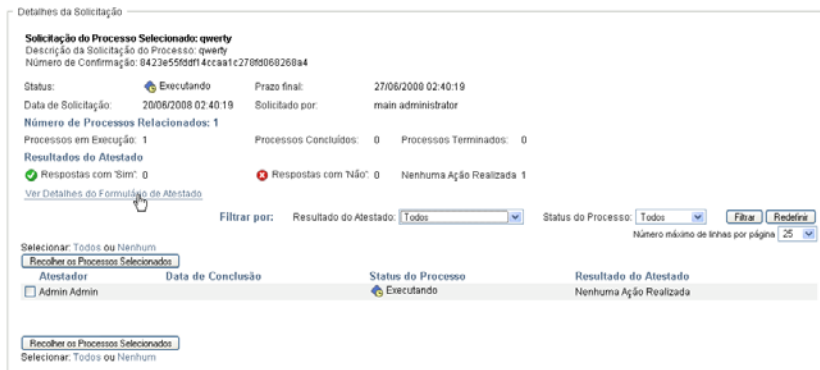 Detalhes da Solicitação
Solicitação do Processo Selecionado: qwerty
Descrição da Solicitação do Processo: qwerty
Número de Confirmação: 8423e55fddf14ccaa1c278fd068268a4
Status: Executando Prazo final: 27/06/2008 02:40:19
Data de Solicitação: 20/06/2008 02:40:19 Solicitado por: main administrator
Número de Processos Relacionados: 1
Processos em Execução: 1 Processos Concluídos: 0 Processos Terminados: 0
Resultados do Atestado
Respostas com 'Sim': 0 Respostas com 'Não': 0 Nenhuma Ação Realizada 1
Ver Detalhes do Formulário de Atestado
Filtrar por: Resultado do Atestado: Todos Status do Processo: Todos Filtrar Redefinir
Número máximo de linhas por página 25
Selecionar: Todos ou Nenhum
Recolher os Processos Selecionados
Atestador Data de Conclusão Status do Processo Resultado do Atestado
Admin Admin Executando Nenhuma Ação Realizada
Recolher os Processos Selecionados
Selecionar: Todos ou Nenhum